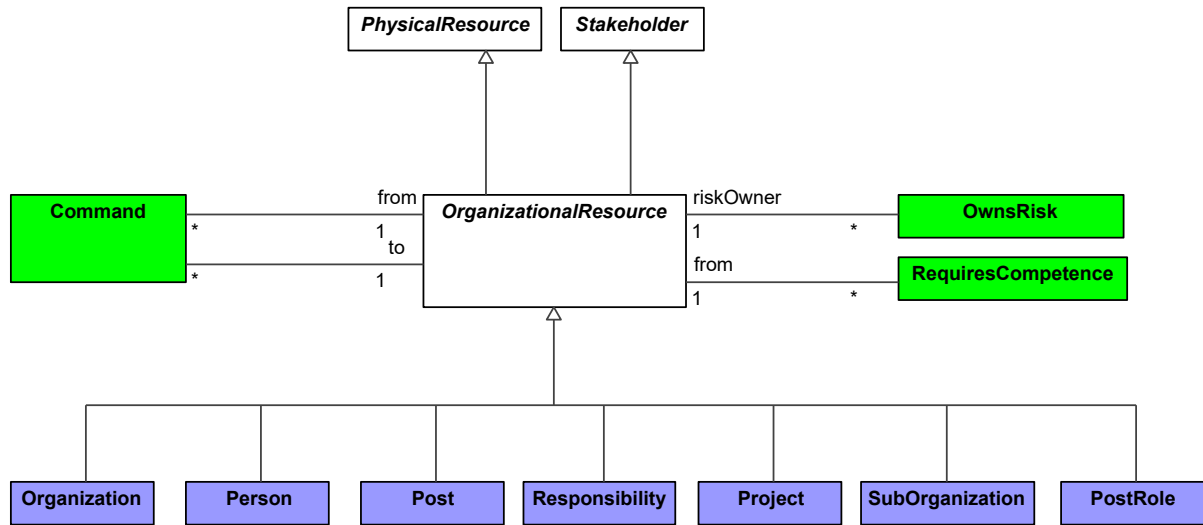 PhysicalResource
Stakeholder
from
riskOwner
Command
OrganizationalResource
OwnsRisk
*
1
1
*
to
from
RequiresCompetence
*
1
1
*
Organization
Person
Post
Responsibility
Project
SubOrganization
PostRole